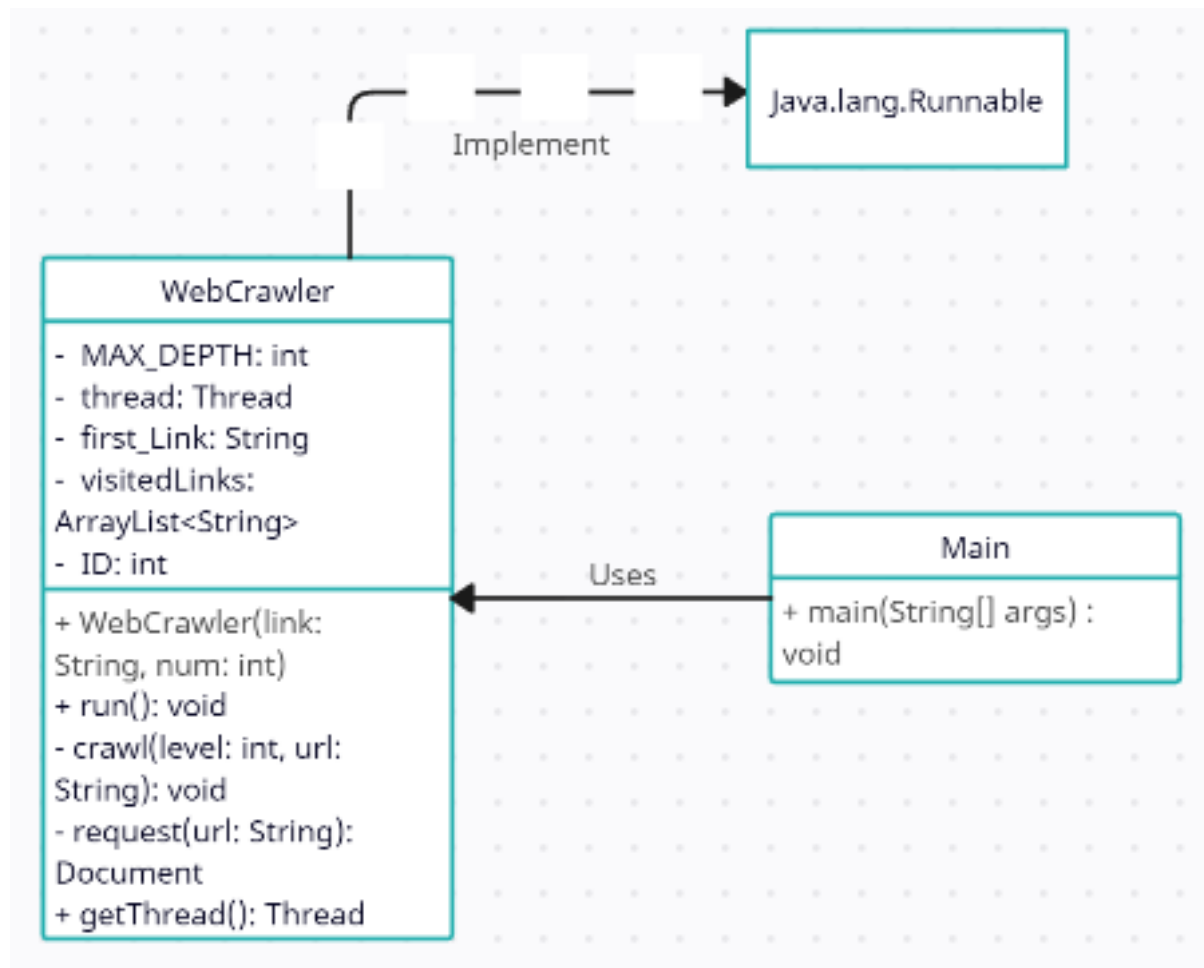 Java.lang.Runnable
Implement
WebCrawler
- MAX_DEPTH: int
- thread: Thread
- first_Link: String
- visitedLinks:
ArrayList<String>
- ID: int
+ WebCrawler(link:
String, num: int)
+ run(): void
- crawl(level: int, url:
String): void
- request(url: String):
Document
+ getThread(): Thread
Uses
Main
+ main(String[] args) :
void